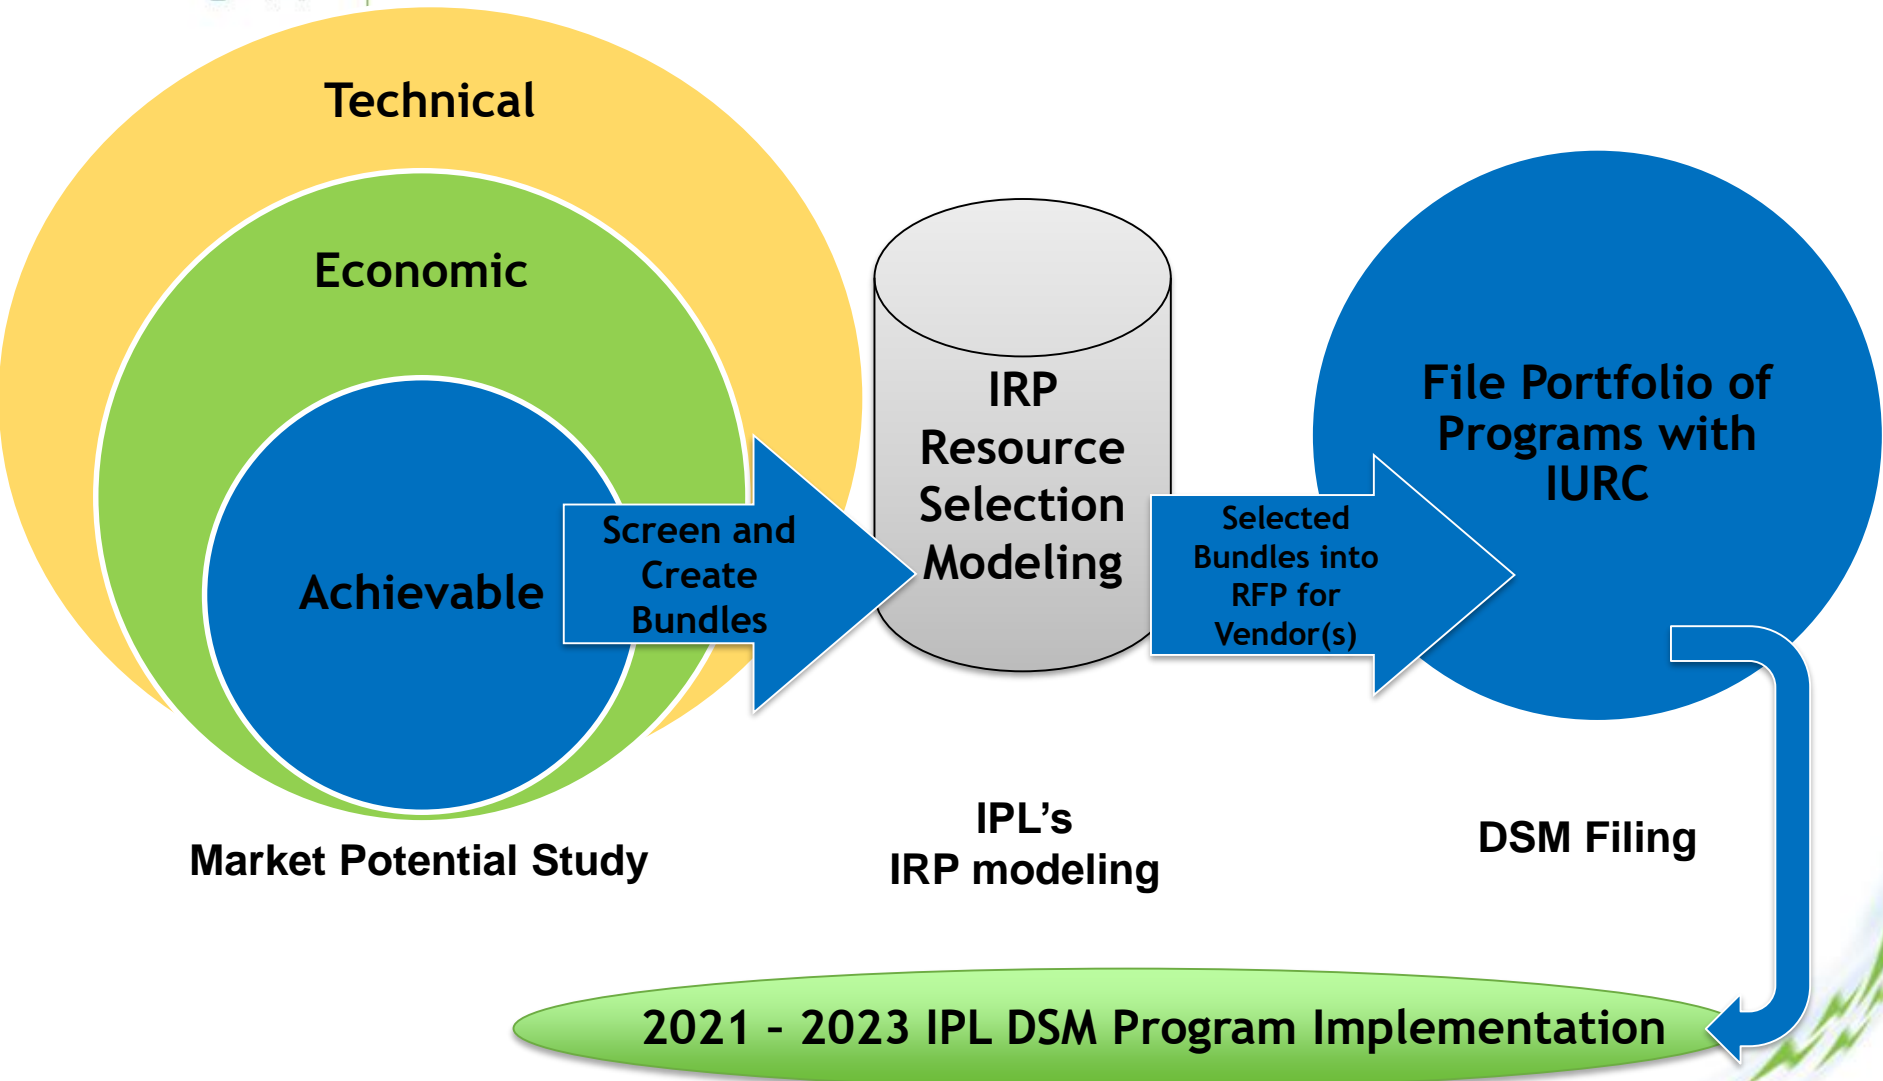 Technical
Economic
Achievable
Screen and
Create
Bundles
Market Potential Study
IRP
Resource
Selection
Modeling
IPL’s
IRP modeling
Selected
Bundles into
RFP for
Vendor(s)
File Portfolio of
Programs with
IURC
DSM Filing
2021 – 2023 IPL DSM Program Implementation